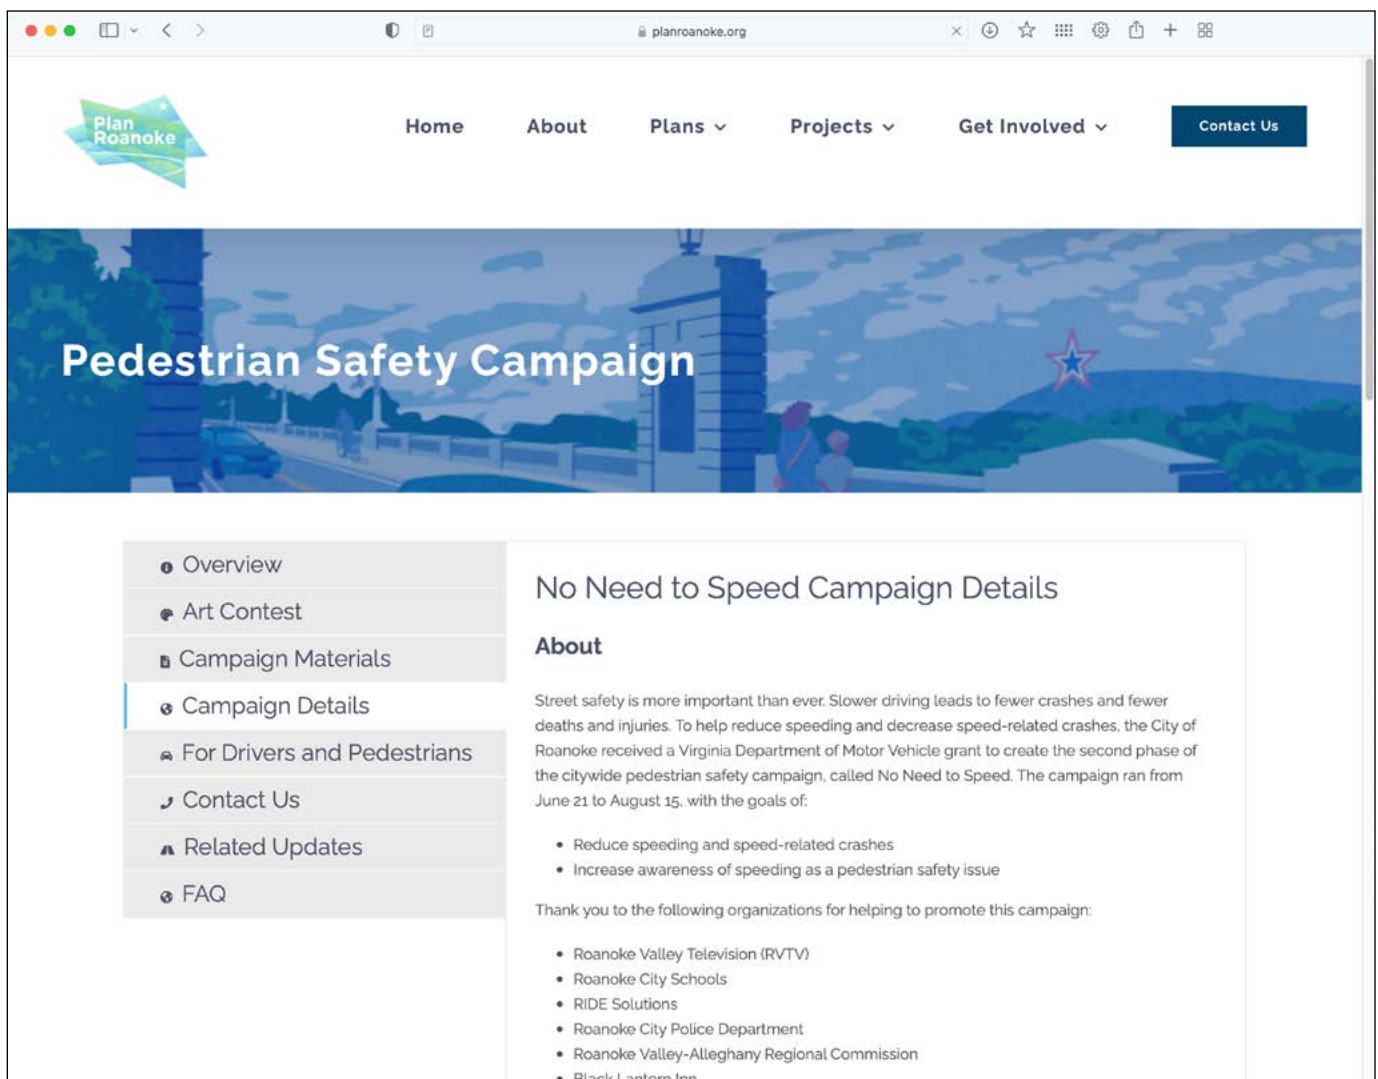 planroanoke.org
Plan
Roanoke
Home About Plans Projects Get Involved Contact Us
Pedestrian Safety Campaign
Overview
Art Contest
Campaign Materials
Campaign Details
For Drivers and Pedestrians
Contact Us
Related Updates
FAQ
No Need to Speed Campaign Details
About
Street safety is more important than ever. Slower driving leads to fewer crashes and fewer
deaths and injuries. To help reduce speeding and decrease speed-related crashes, the City of
Roanoke received a Virginia Department of Motor Vehicle grant to create the second phase of
the citywide pedestrian safety campaign, called No Need to Speed. The campaign ran from
June 21 to August 15, with the goals of:
• Reduce speeding and speed-related crashes
• Increase awareness of speeding as a pedestrian safety issue
Thank you to the following organizations for helping to promote this campaign:
• Roanoke Valley Television (RVTV)
• Roanoke City Schools
• RIDE Solutions
• Roanoke City Police Department
• Roanoke Valley-Alleghany Regional Commission
• Black Lantern Inn